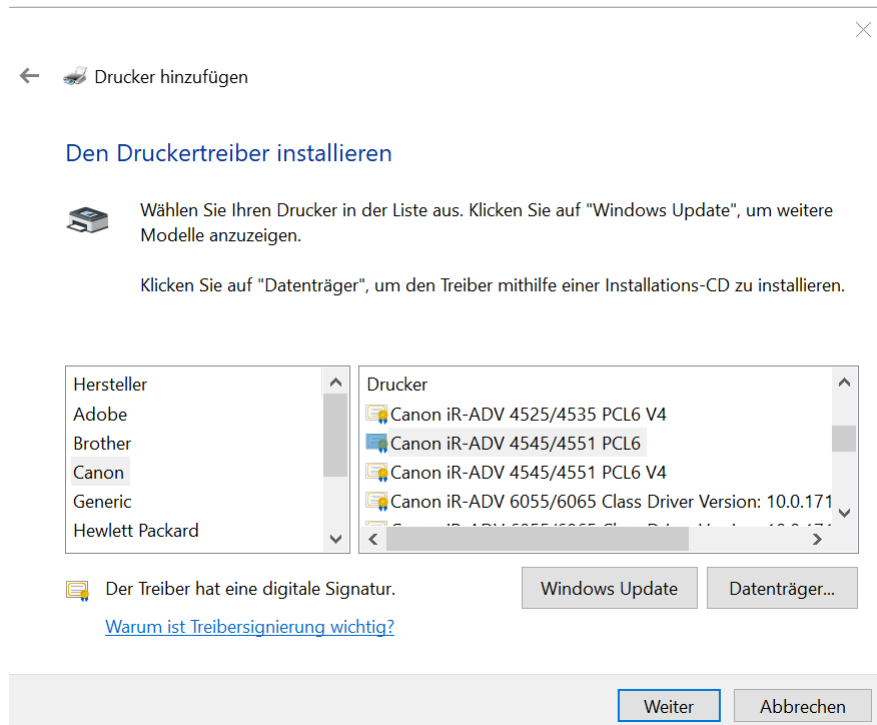 Drucker hinzufügen
Den Druckertreiber installieren
Wählen Sie Ihren Drucker in der Liste aus. Klicken Sie auf "Windows Update", um weitere
Modelle anzuzeigen.
Klicken Sie auf "Datenträger", um den Treiber mithilfe einer Installations-CD zu installieren.
Hersteller
Adobe
Brother
Canon
Generic
Hewlett Packard
Drucker
Canon iR-ADV 4525/4535 PCL6 V4
Canon iR-ADV 4545/4551 PCL6
Canon iR-ADV 4545/4551 PCL6 V4
Canon iR-ADV 6055/6065 Class Driver Version: 10.0.171
Der Treiber hat eine digitale Signatur.
Windows Update
Datenträger...
Warum ist Treibersignierung wichtig?
Weiter
Abbrechen